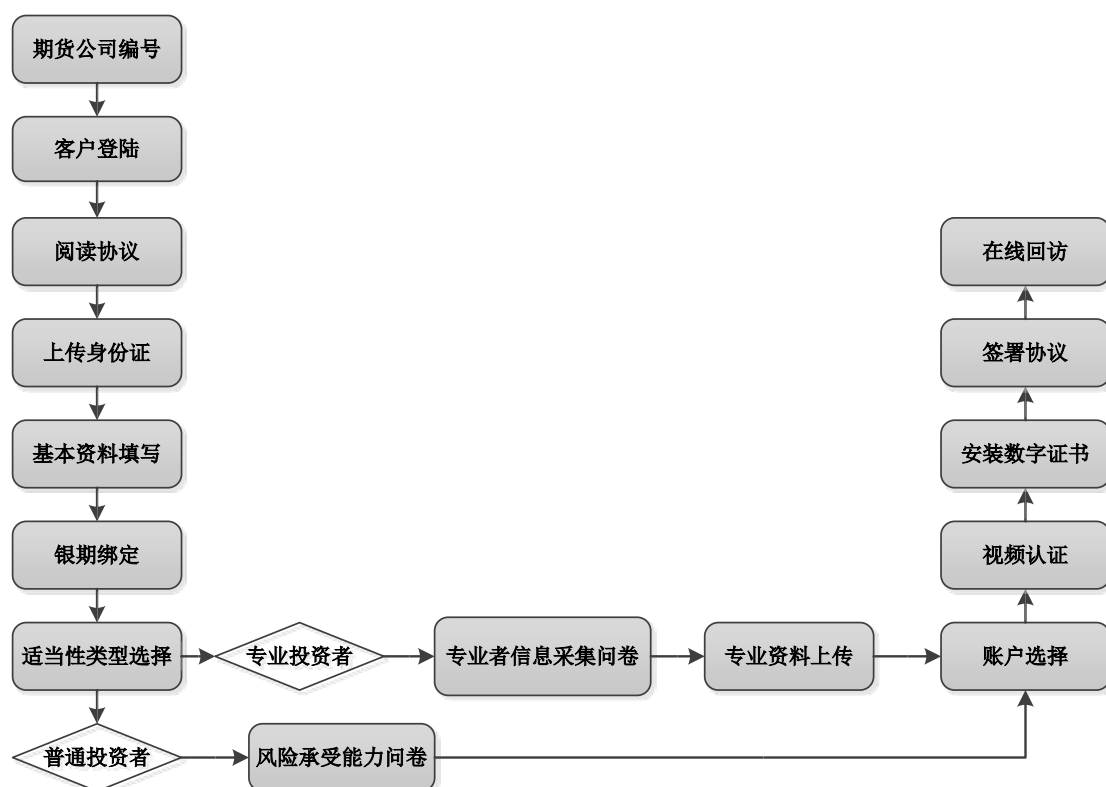 期货公司编号
客户登陆
阅读协议
上传身份证
基本资料填写
银期绑定
适当性类型选择
专业投资者
专业者信息采集问卷
专业资料上传
普通投资者
风险承受能力问卷
账户选择
视频认证
安装数字证书
签署协议
在线回访